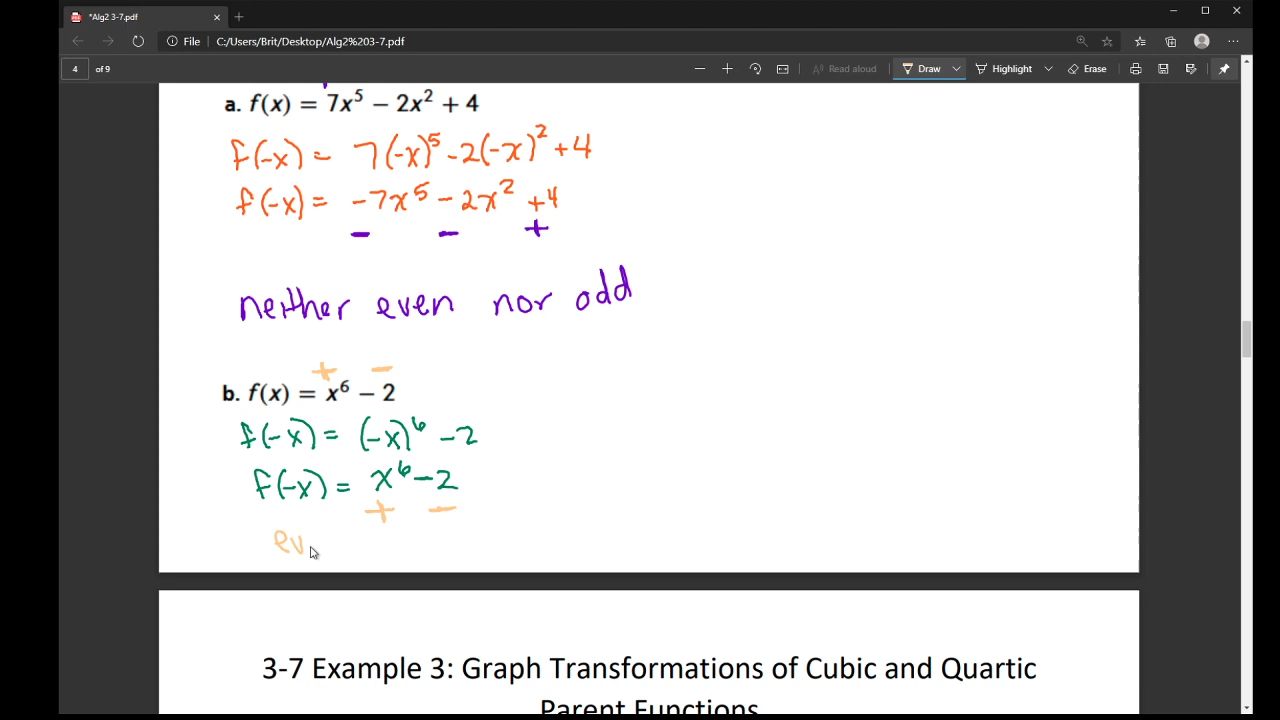 *Alg2 3-7.pdf
File | C:/Users/Brit/Desktop/Alg2%203-7.pdf
4 of 9 Read aloud Draw Highlight Erase
a. f(x) = 7x⁵ − 2x² + 4
f(-x) = 7(-x)⁵ -2(-x)² +4
f(-x) = -7x⁵ - 2x² +4
- - +
neither even nor odd
+ -
b. f(x) = x⁶ − 2
f(-x) = (-x)⁶ -2
f(-x) = x⁶ -2
+ -
ev
3-7 Example 3: Graph Transformations of Cubic and Quartic
Parent Functions